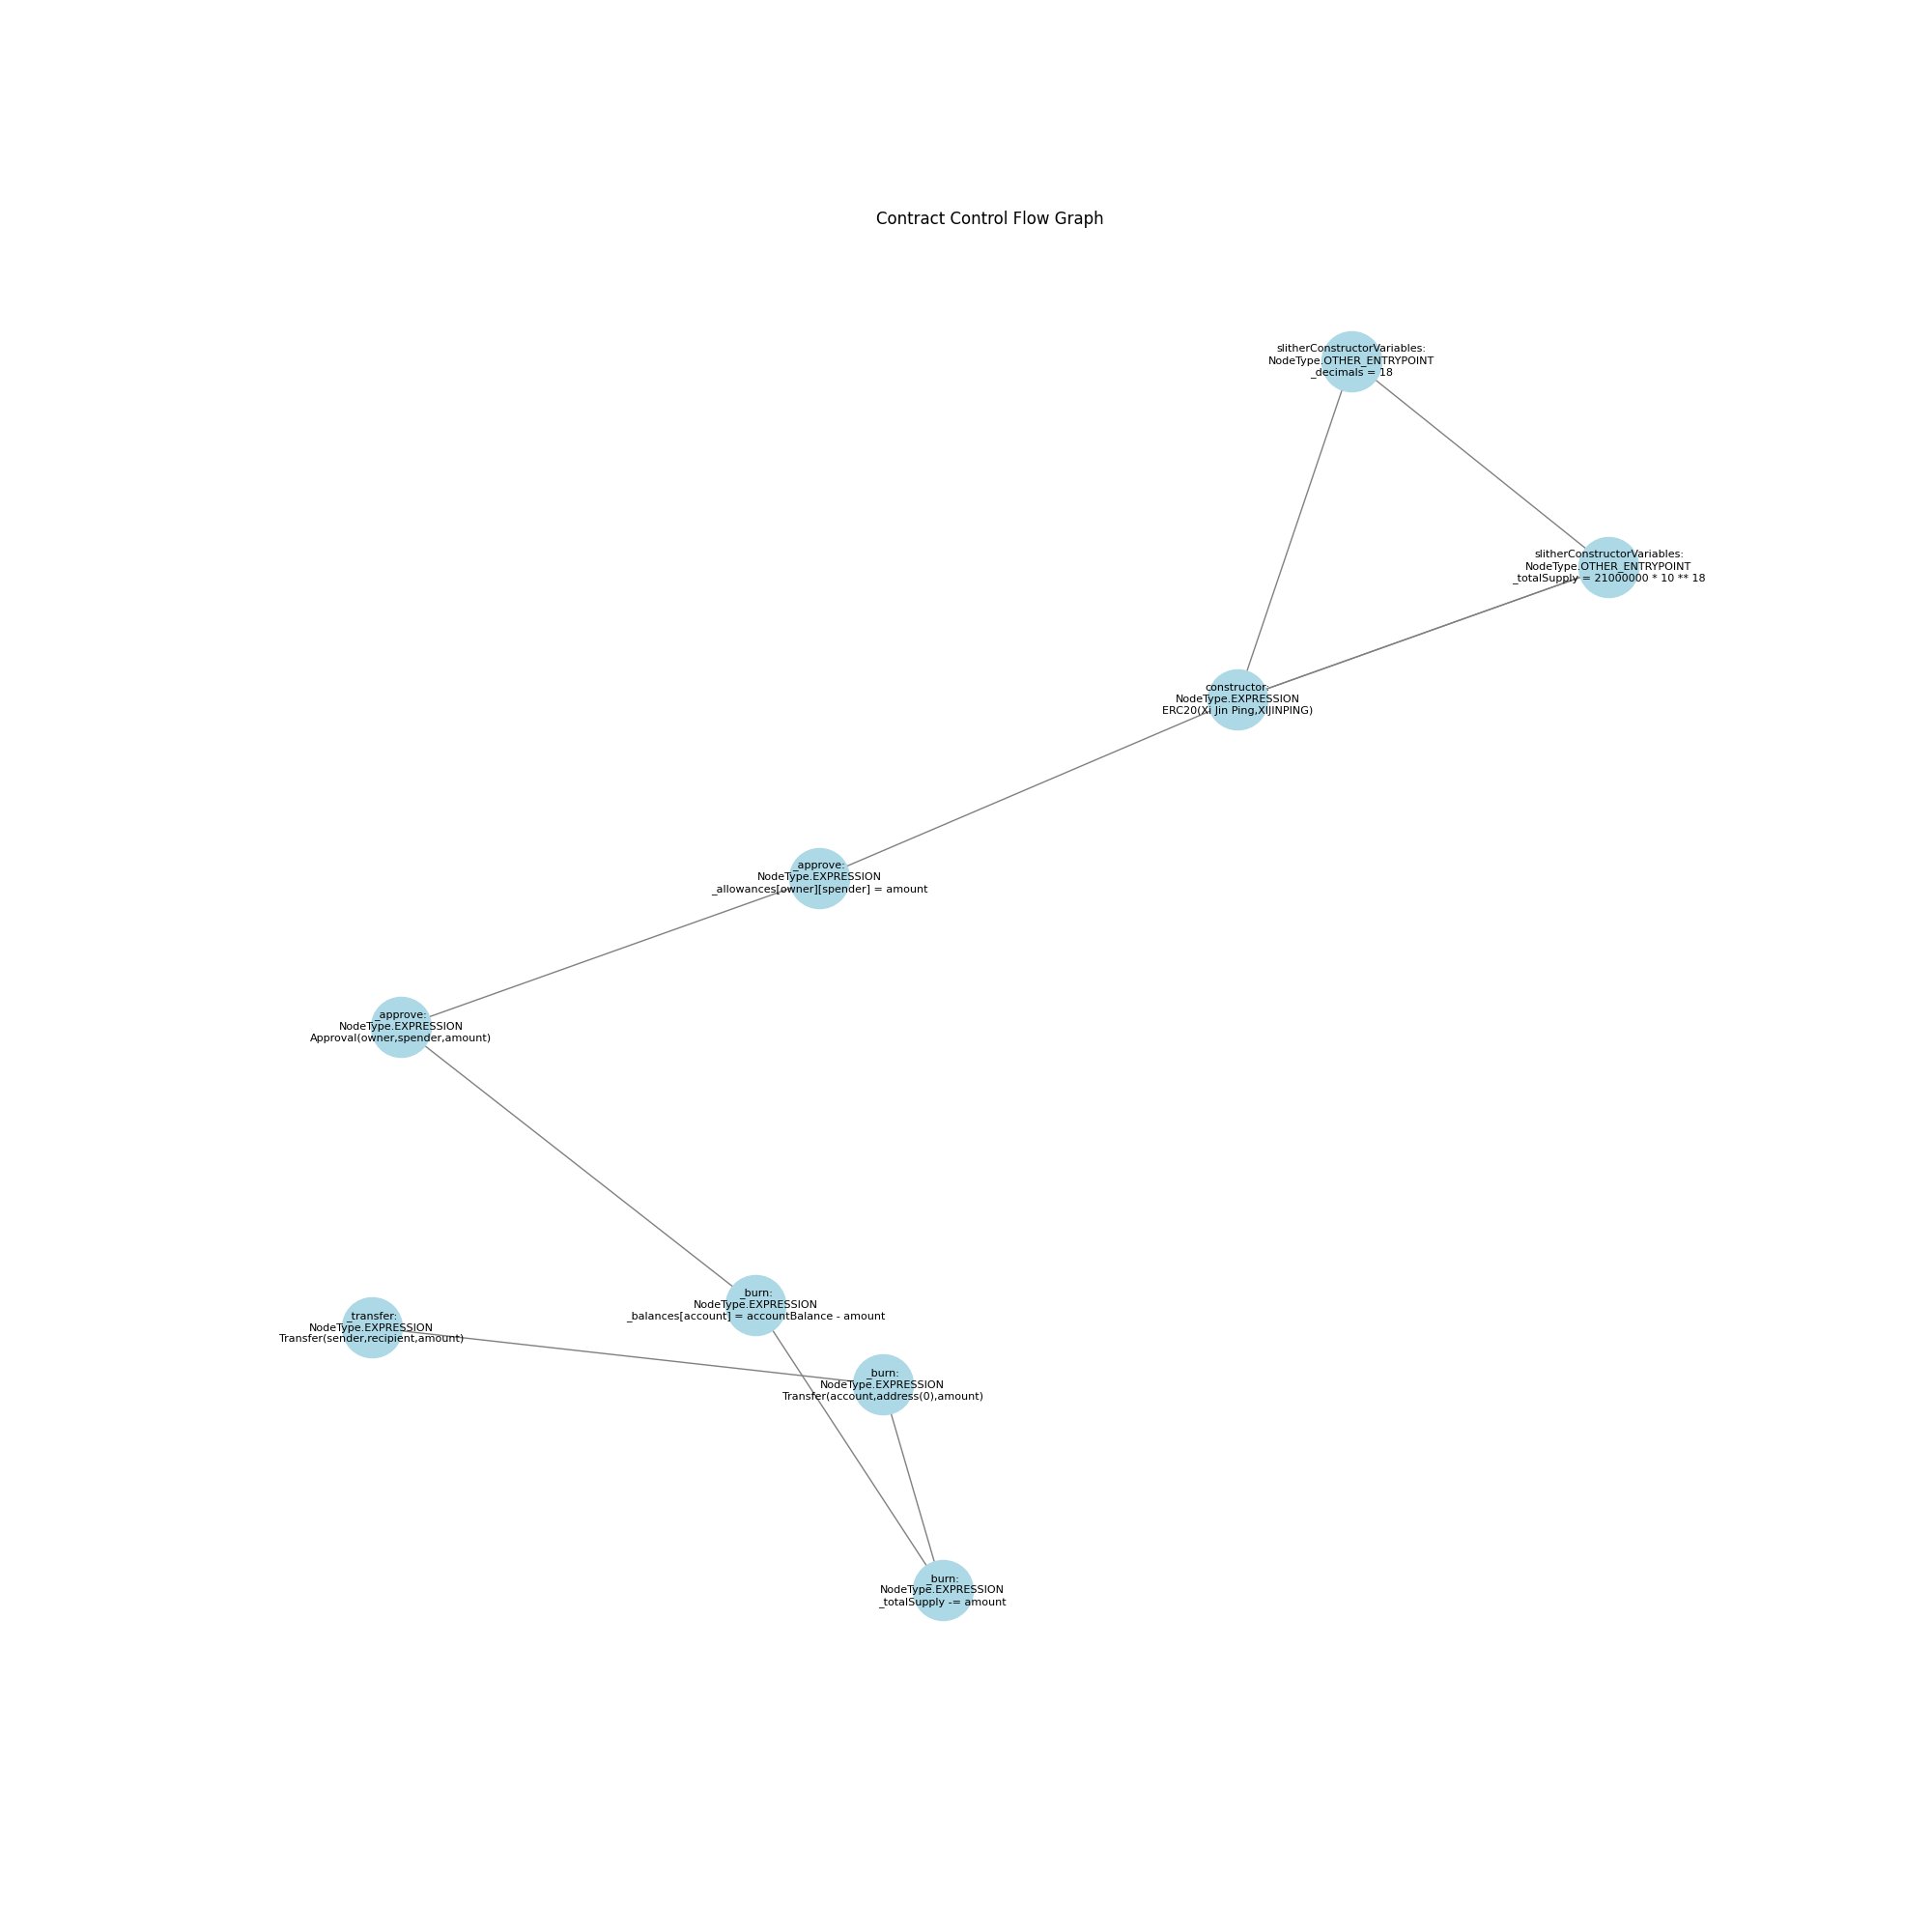 Contract Control Flow Graph
slitherConstructorVariables:
NodeType.OTHER_ENTRYPOINT
_decimals = 18
slitherConstructorVariables:
NodeType.OTHER_ENTRYPOINT
_totalSupply = 21000000 * 10 ** 18
constructor:
NodeType.EXPRESSION
ERC20(Xi Jin Ping,XIJINPING)
_approve:
NodeType.EXPRESSION
_allowances[owner][spender] = amount
_approve:
NodeType.EXPRESSION
Approval(owner,spender,amount)
_burn:
NodeType.EXPRESSION
_balances[account] = accountBalance - amount
_transfer:
NodeType.EXPRESSION
Transfer(sender,recipient,amount)
_burn:
NodeType.EXPRESSION
Transfer(account,address(0),amount)
_burn:
NodeType.EXPRESSION
_totalSupply -= amount